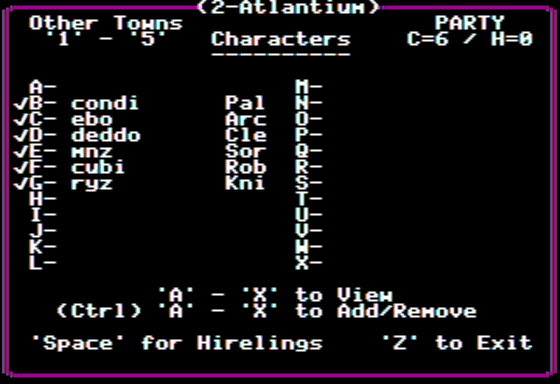 (2-Atlantium)
Other Towns PARTY
'1' - '5' Characters C=6 / H=0
----------
A- M-
√B- condi Pal N-
√C- ebo Arc O-
√D- deddo Cle P-
√E- mnz Sor Q-
√F- cubi Rob R-
√G- ryz Kni S-
H- T-
I- U-
J- V-
K- W-
L- X-
'A' - 'X' to View
(Ctrl) 'A' - 'X' to Add/Remove
'Space' for Hirelings 'Z' to Exit